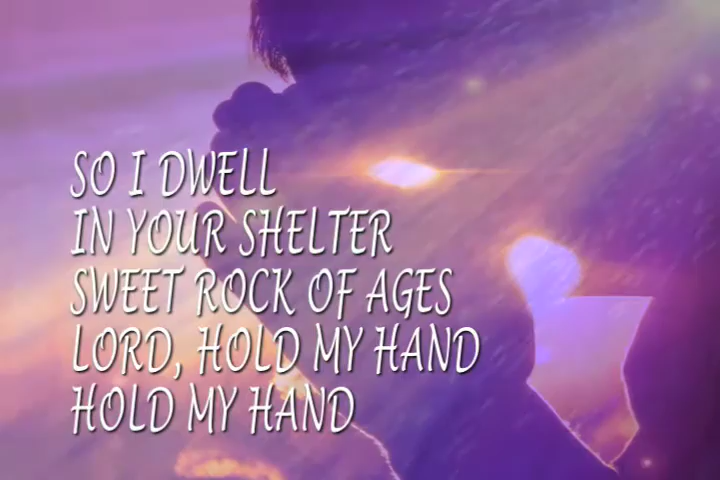 SO I DWELL
IN YOUR SHELTER
SWEET ROCK OF AGES
LORD, HOLD MY HAND
HOLD MY HAND